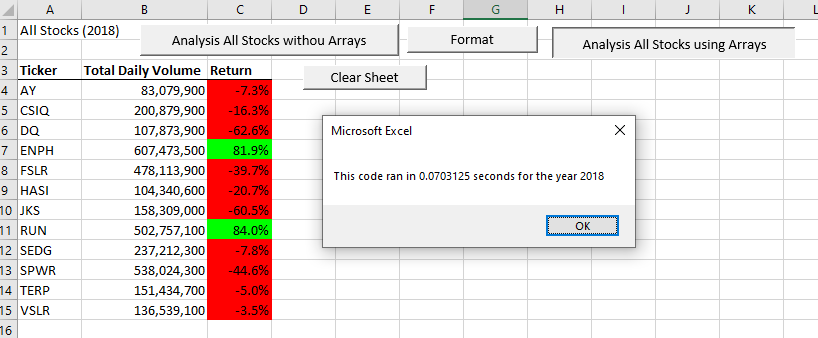 A B C D E F G H I J K L
1 All Stocks (2018) Analysis All Stocks withou Arrays Format Analysis All Stocks using Arrays
2
3 Ticker Total Daily Volume Return Clear Sheet
4 AY 83,079,900 -7.3%
5 CSIQ 200,879,900 -16.3%
6 DQ 107,873,900 -62.6%
7 ENPH 607,473,500 81.9%
8 FSLR 478,113,900 -39.7%
9 HASI 104,340,600 -20.7%
10 JKS 158,309,000 -60.5%
11 RUN 502,757,100 84.0%
12 SEDG 237,212,300 -7.8%
13 SPWR 538,024,300 -44.6%
14 TERP 151,434,700 -5.0%
15 VSLR 136,539,100 -3.5%
16
Microsoft Excel
This code ran in 0.0703125 seconds for the year 2018
OK